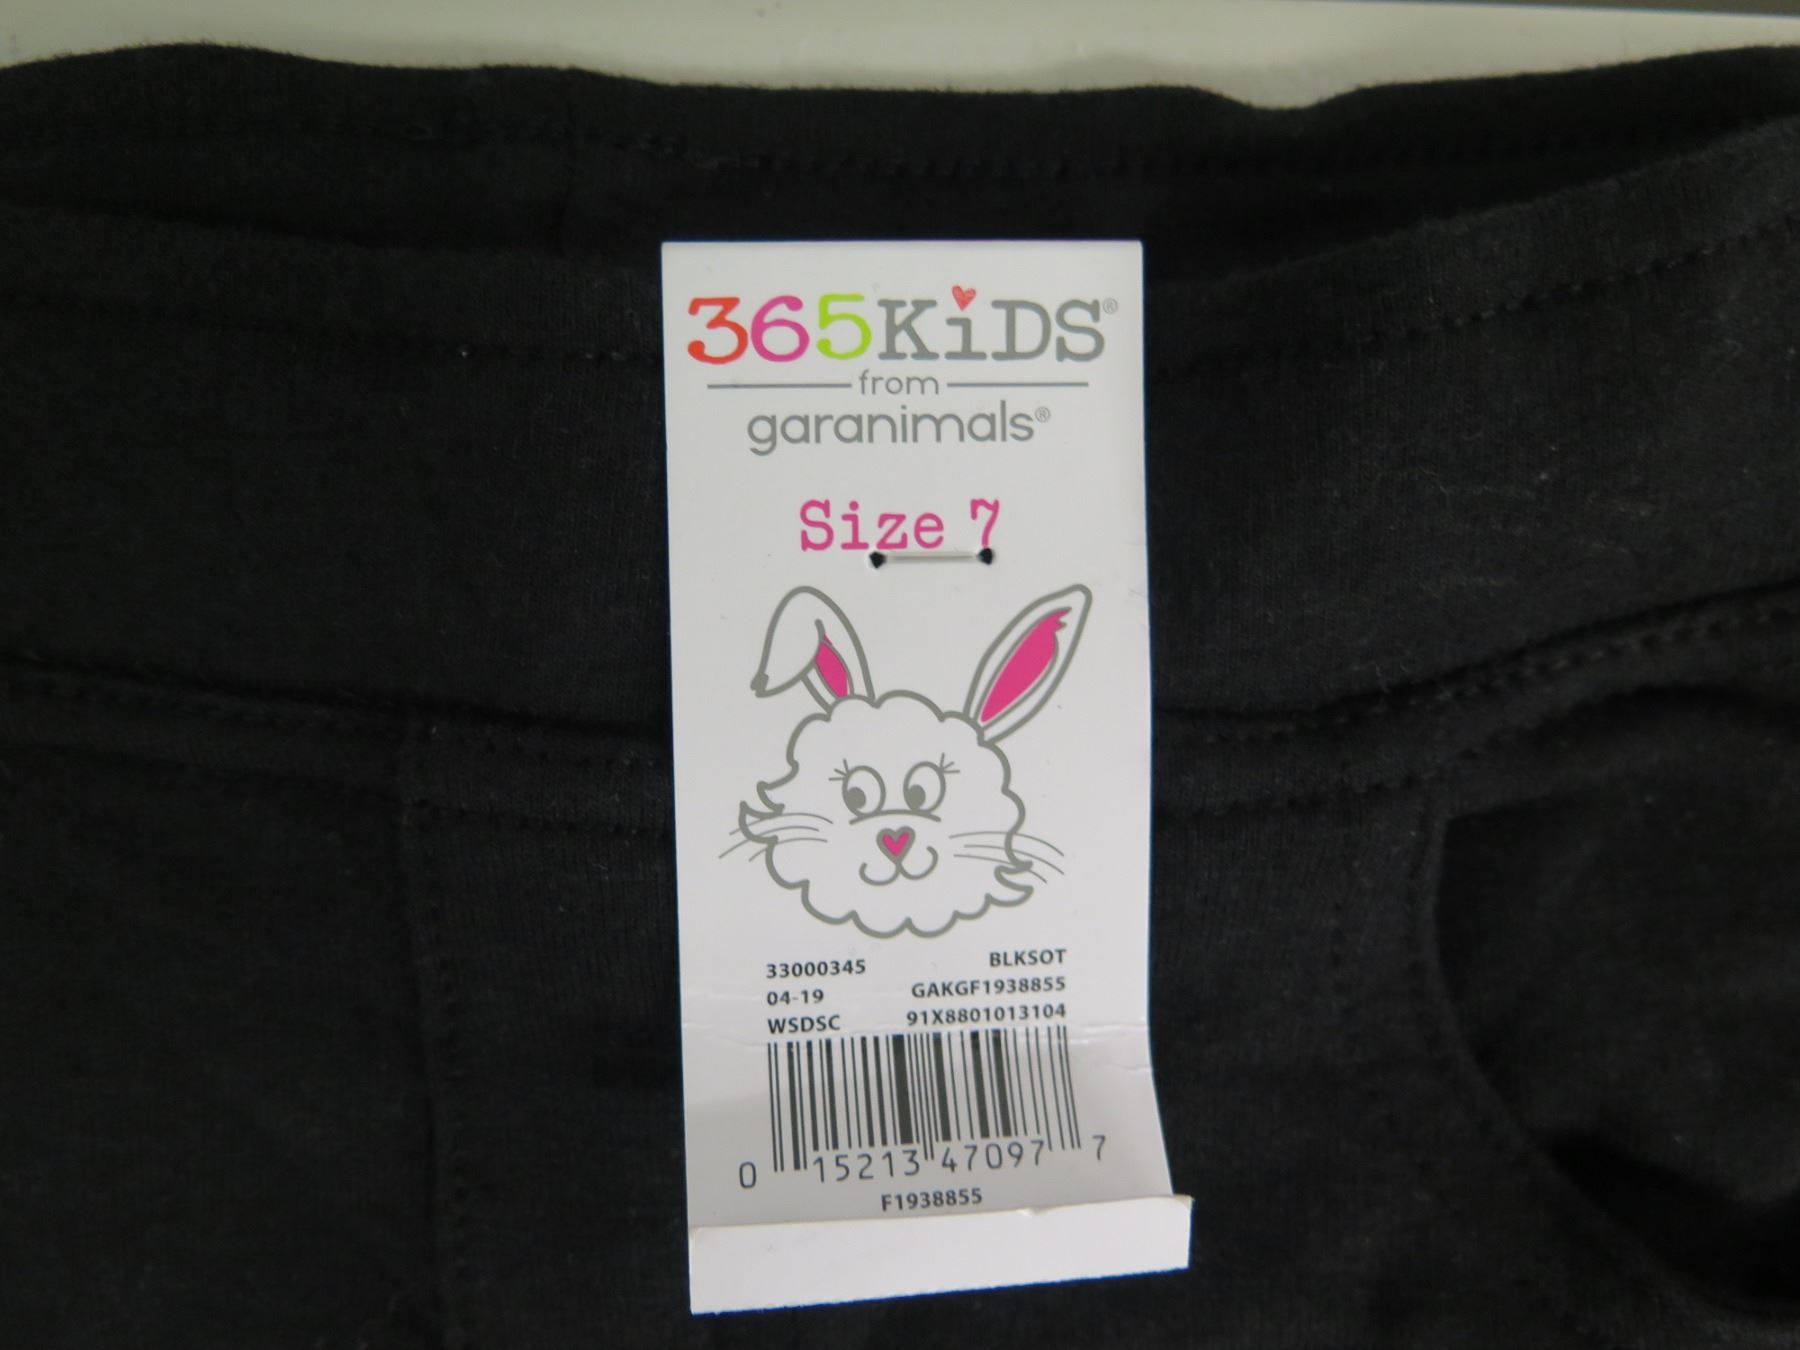 365KiDS®
from
garanimals®
Size 7
33000345 BLKSOT
04-19 GAKGF1938855
WSDSC 91X8801013104
0 15213 47097 7
F1938855